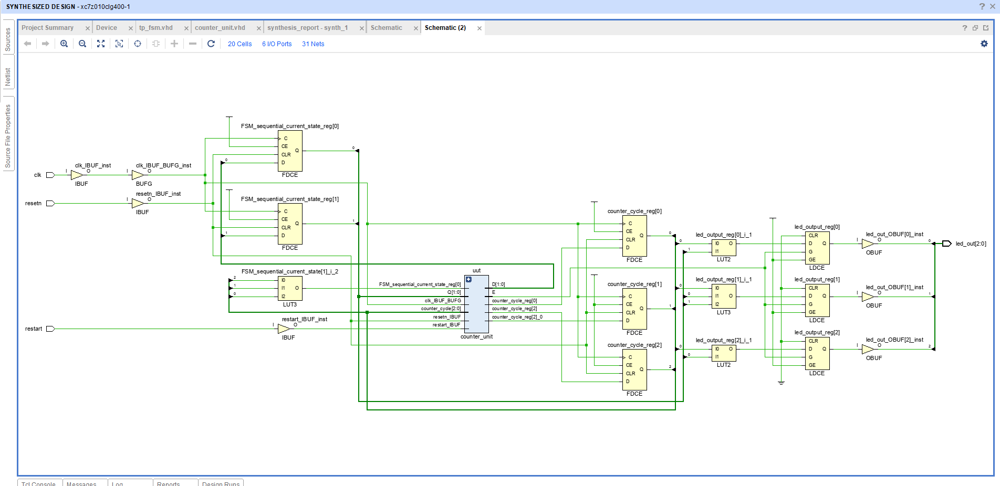 SYNTHESIZED DESIGN - xc7z010clg400-1
Sources
Netlist
Source File Properties
Project Summary
Device
tp_fsm.vhd
counter_unit.vhd
synthesis_report - synth_1
Schematic
Schematic (2)
20 Cells
6 I/O Ports
31 Nets
clk
I
clk_IBUF_inst
O
IBUF
I
clk_IBUF_BUFG_inst
O
BUFG
resetn
I
resetn_IBUF_inst
O
IBUF
FSM_sequential_current_state_reg[0]
C
CE
CLR
D
Q
FDCE
0
0
FSM_sequential_current_state_reg[1]
C
CE
CLR
D
Q
FDCE
1
1
FSM_sequential_current_state[1]_i_2
2
1
0
I0
I1
I2
O
LUT3
restart
I
restart_IBUF_inst
O
IBUF
uut
FSM_sequential_current_state_reg[0]
Q[1:0]
clk_IBUF_BUFG
counter_cycle[2:0]
resetn_IBUF
restart_IBUF
D[1:0]
E
counter_cycle_reg[0]
counter_cycle_reg[2]
counter_cycle_reg[2]_0
counter_unit
counter_cycle_reg[0]
C
CE
CLR
D
Q
FDCE
0
counter_cycle_reg[1]
C
CE
CLR
D
Q
FDCE
1
counter_cycle_reg[2]
C
CE
CLR
D
Q
FDCE
2
led_output_reg[0]_i_1
0
1
I0
I1
O
LUT2
led_output_reg[1]_i_1
0
0
1
I0
I1
I2
O
LUT3
led_output_reg[2]_i_1
0
0
I0
I1
O
LUT2
led_output_reg[0]
CLR
D
G
GE
Q
LDCE
led_output_reg[1]
CLR
D
G
GE
Q
LDCE
led_output_reg[2]
CLR
D
G
GE
Q
LDCE
led_out_OBUF[0]_inst
I
O
OBUF
0
led_out[2:0]
led_out_OBUF[1]_inst
I
O
OBUF
1
led_out_OBUF[2]_inst
I
O
OBUF
2
Tcl Console
Messages
Log
Reports
Design Runs